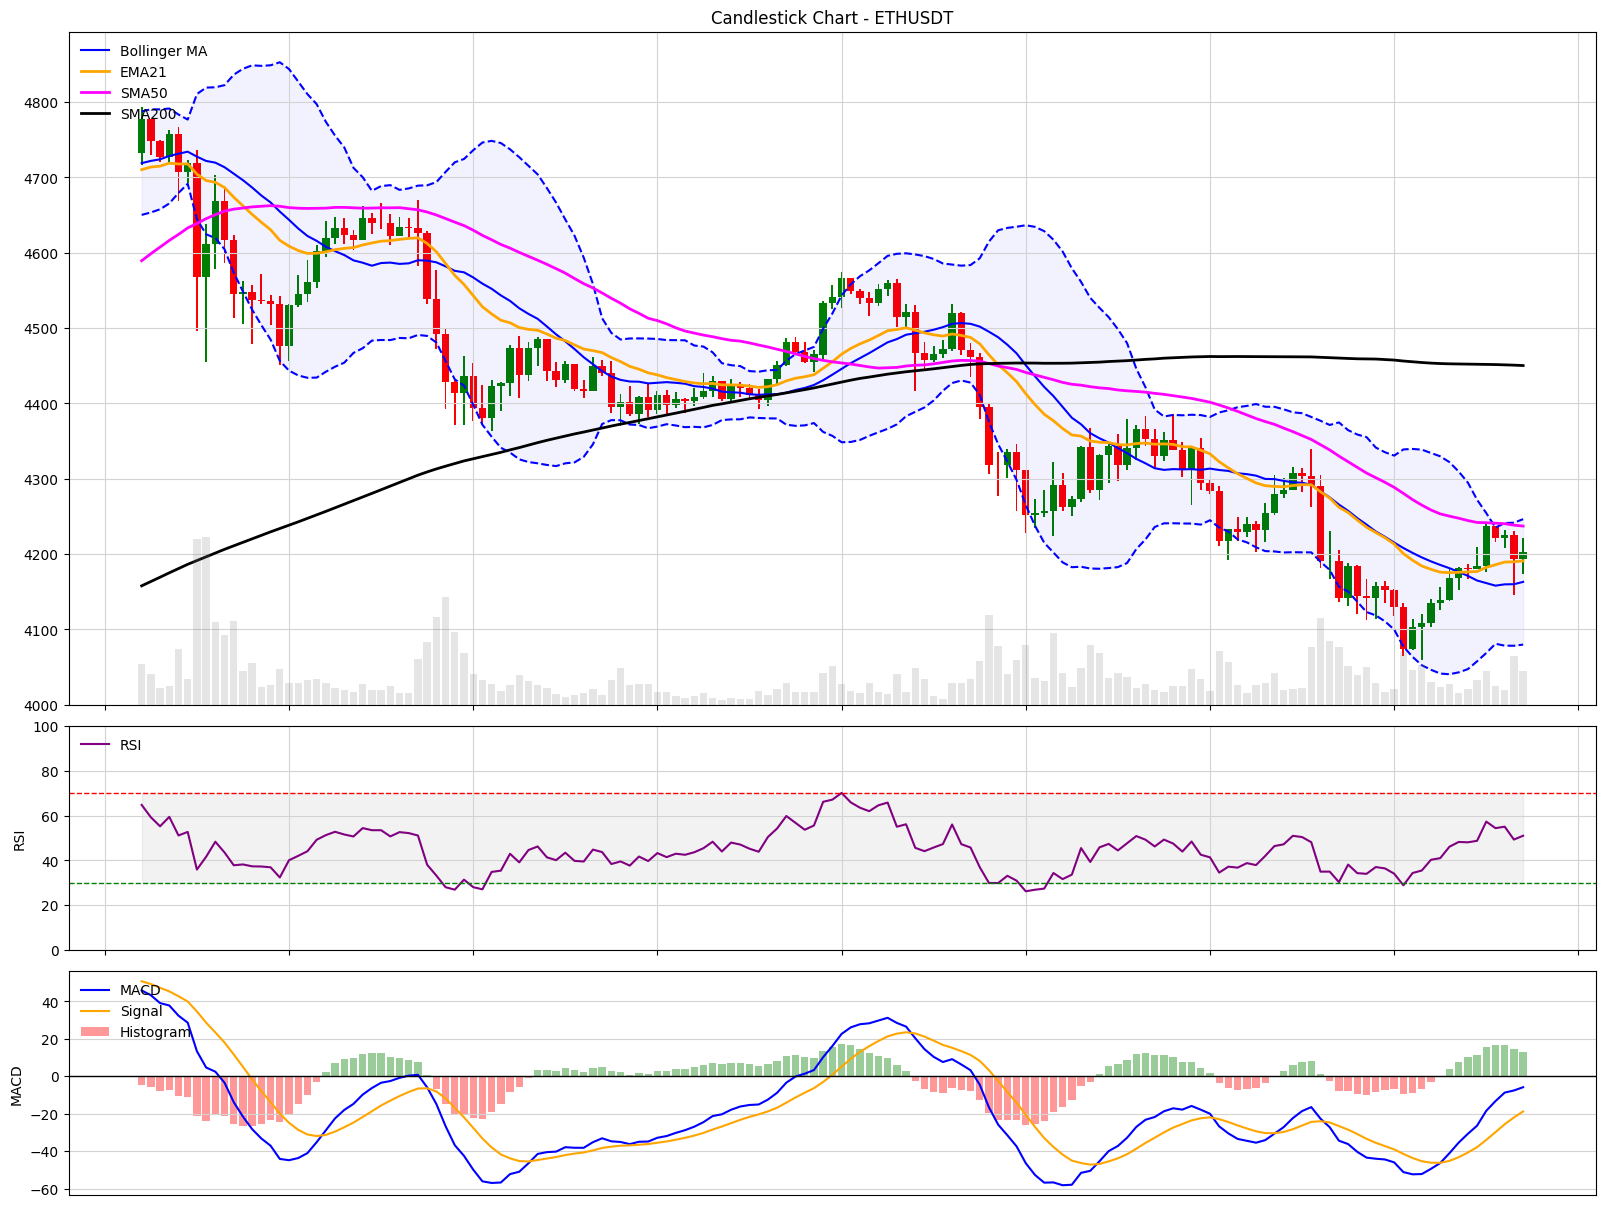 Candlestick Chart - ETHUSDT
Bollinger MA
EMA21
SMA50
SMA200
4800
4700
4600
4500
4400
4300
4200
4100
4000
RSI
100
80
60
40
20
0
RSI
MACD
Signal
Histogram
40
20
0
−20
−40
−60
MACD